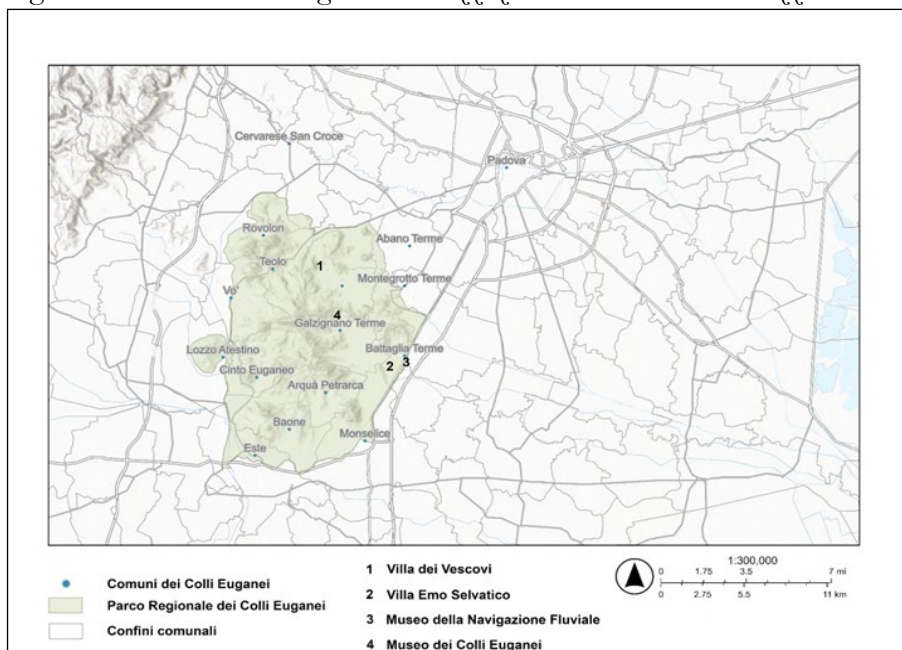 Cervarese San Croce
Padova
Rovolon
Abano Terme
Teolo
1
Montegrotto Terme
Vo'
4
Galzignano Terme
Lozzo Atestino
Battaglia Terme
2
3
Cinto Euganeo
Arquà Petrarca
Baone
Monselice
Este
Comuni dei Colli Euganei
Parco Regionale dei Colli Euganei
Confini comunali
1 Villa dei Vescovi
2 Villa Emo Selvatico
3 Museo della Navigazione Fluviale
4 Museo dei Colli Euganei
1:300,000
0 1.75 3.5 7 mi
0 2.75 5.5 11 km